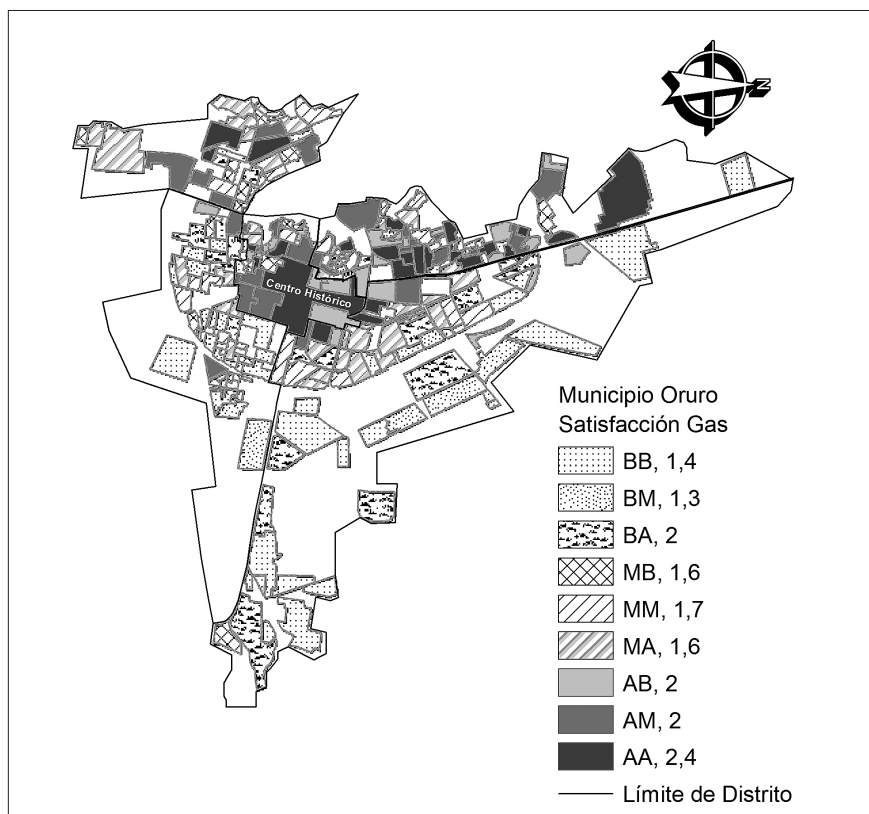 N
Centro Histórico
Municipio Oruro
Satisfacción Gas
BB, 1,4
BM, 1,3
BA, 2
MB, 1,6
MM, 1,7
MA, 1,6
AB, 2
AM, 2
AA, 2,4
Límite de Distrito